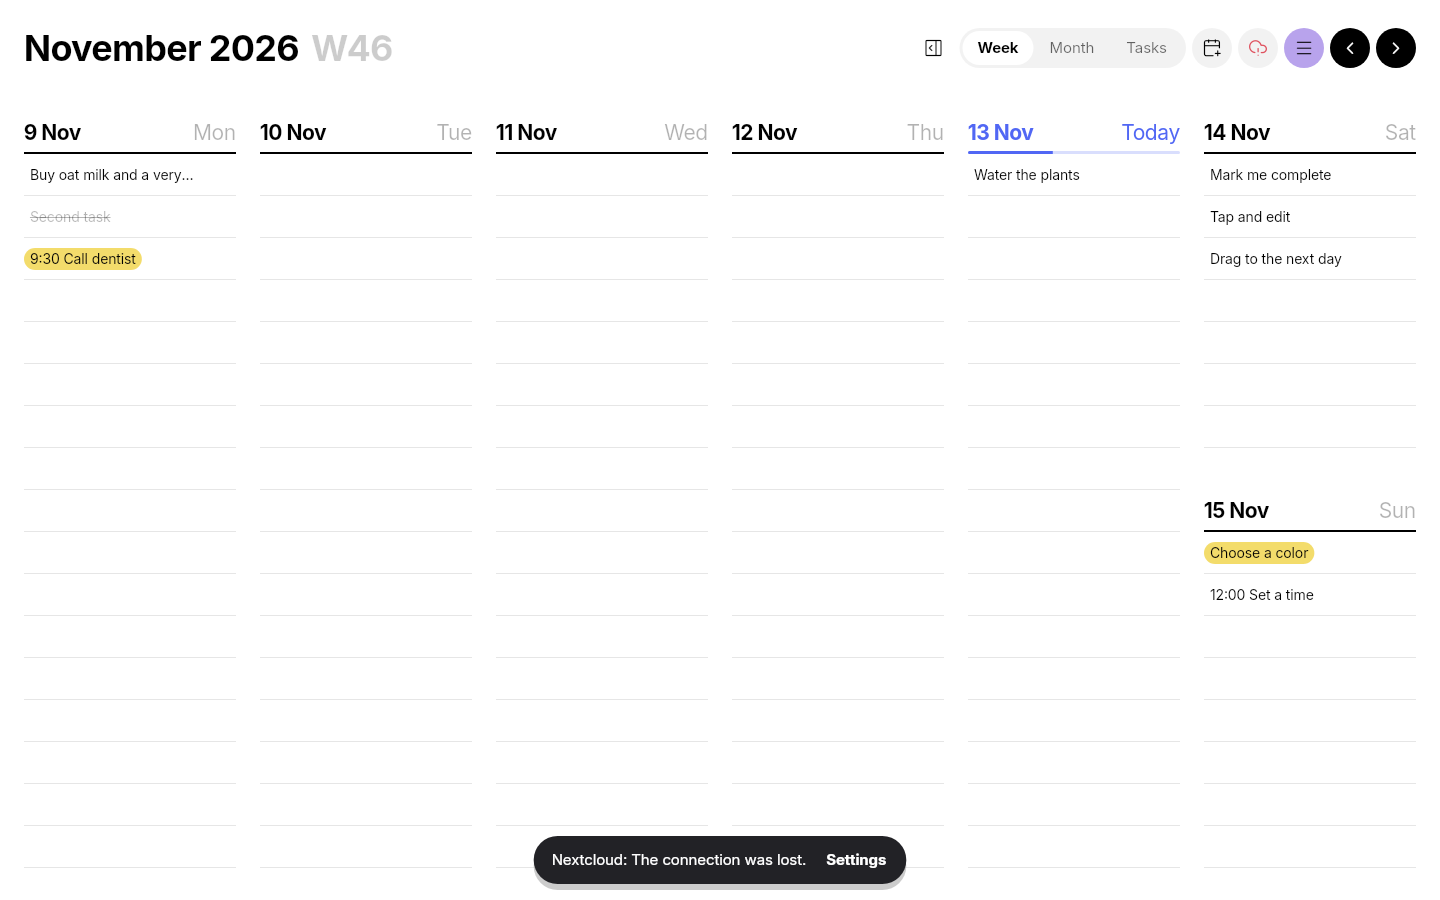 November 2026 W46
Week Month Tasks
9 Nov Mon
Buy oat milk and a very...
Second task
9:30 Call dentist
10 Nov Tue
11 Nov Wed
12 Nov Thu
13 Nov Today
Water the plants
14 Nov Sat
Mark me complete
Tap and edit
Drag to the next day
15 Nov Sun
Choose a color
12:00 Set a time
Nextcloud: The connection was lost. Settings